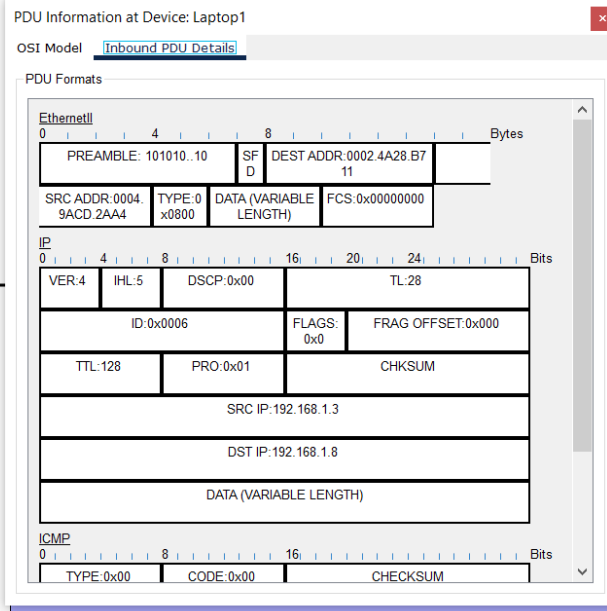 PDU Information at Device: Laptop1
OSI Model Inbound PDU Details
PDU Formats
EthernetII
0 4 8 Bytes
PREAMBLE: 101010..10 SF DEST ADDR:0002.4A28.B7
D 11
SRC ADDR:0004. TYPE:0 DATA (VARIABLE FCS:0x00000000
9ACD.2AA4 x0800 LENGTH)
IP
0 4 8 16 20 24 Bits
VER:4 IHL:5 DSCP:0x00 TL:28
ID:0x0006 FLAGS: FRAG OFFSET:0x000
0x0
TTL:128 PRO:0x01 CHKSUM
SRC IP:192.168.1.3
DST IP:192.168.1.8
DATA (VARIABLE LENGTH)
ICMP
0 8 16 Bits
TYPE:0x00 CODE:0x00 CHECKSUM